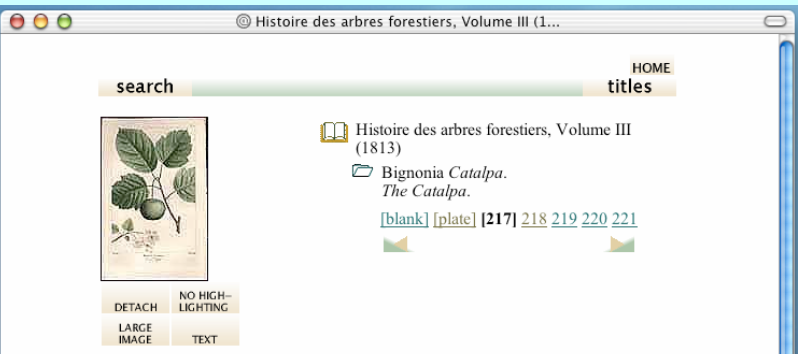 Histoire des arbres forestiers, Volume III (1...
HOME
search
titles
Histoire des arbres forestiers, Volume III
(1813)
Bignonia Catalpa.
The Catalpa.
[blank] [plate] [217] 218 219 220 221
DETACH
NO HIGH–
LIGHTING
LARGE
IMAGE
TEXT